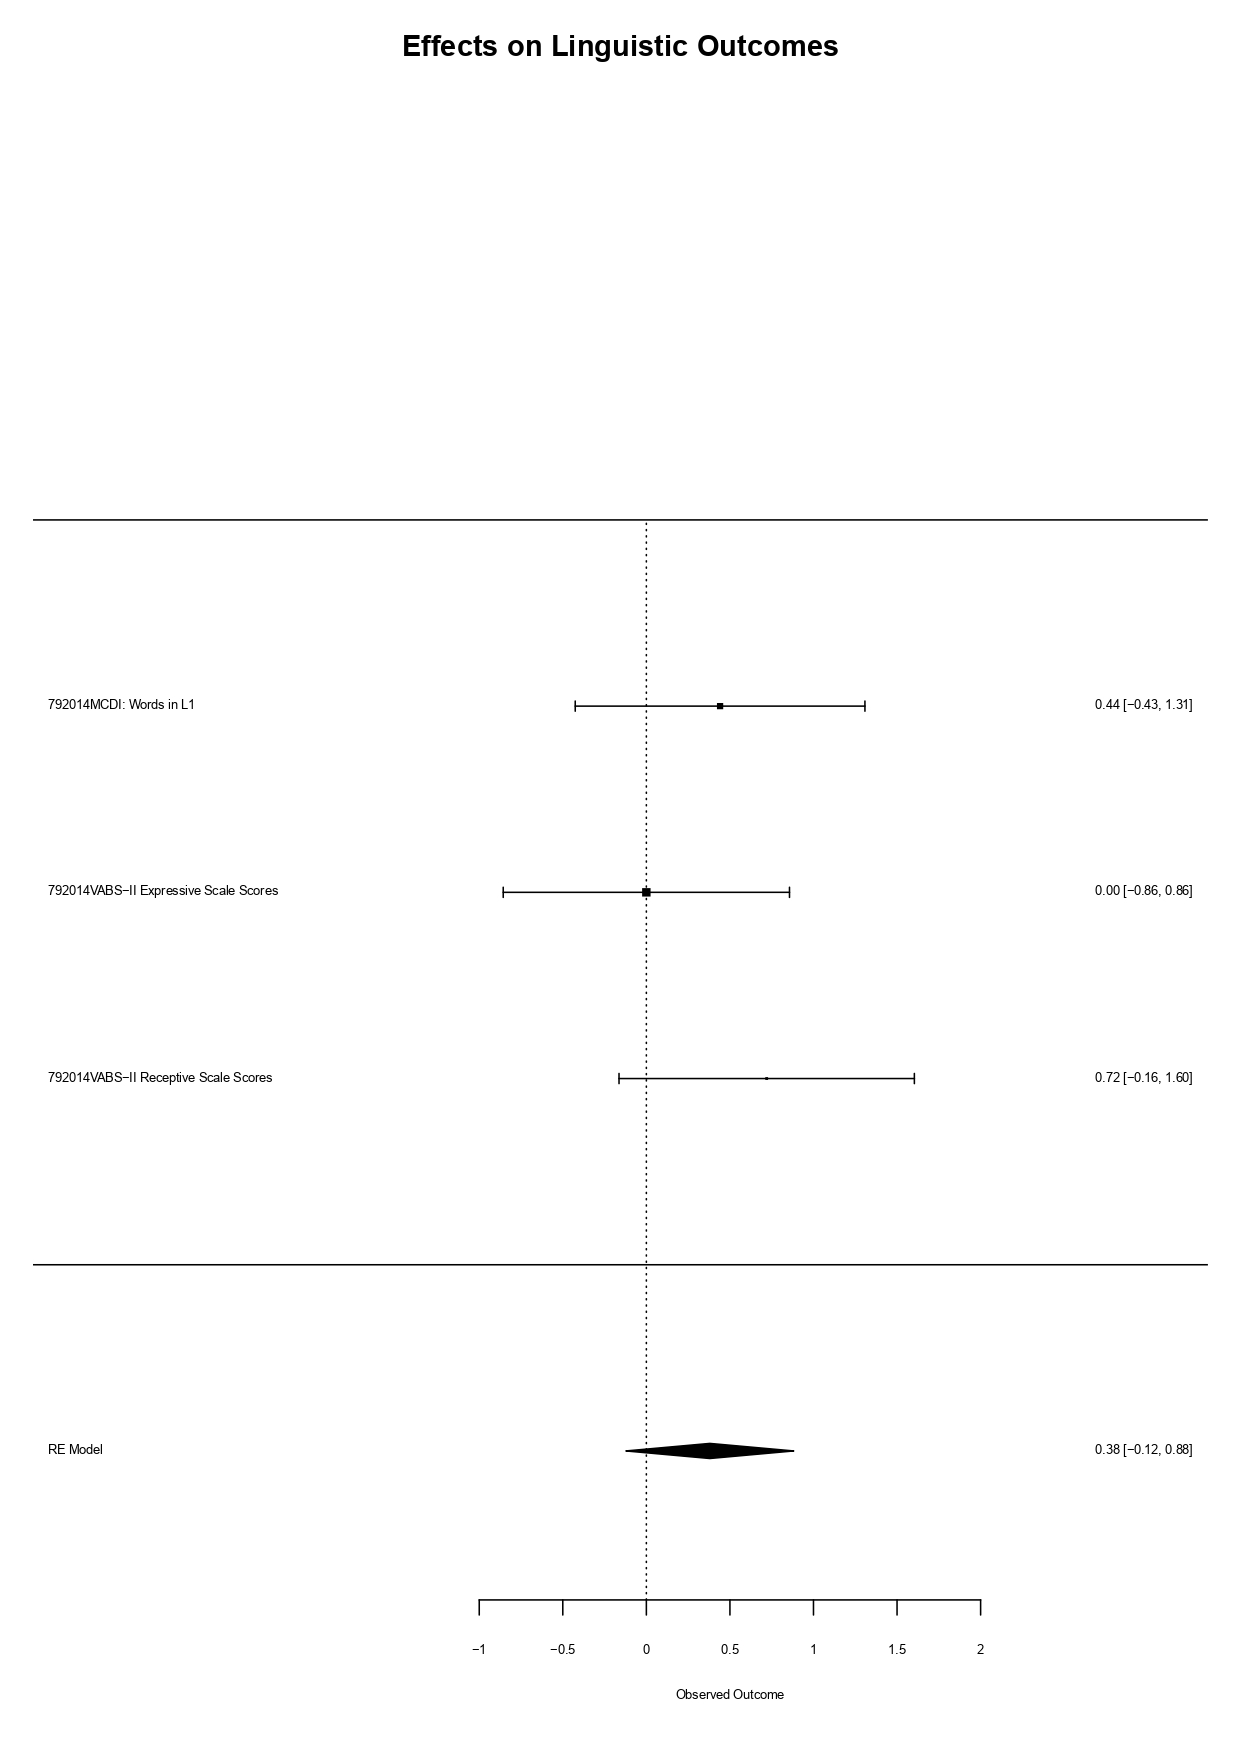 Effects on Linguistic Outcomes
792014MCDI: Words in L1 0.44 [−0.43, 1.31]
792014VABS−II Expressive Scale Scores 0.00 [−0.86, 0.86]
792014VABS−II Receptive Scale Scores 0.72 [−0.16, 1.60]
RE Model 0.38 [−0.12, 0.88]
−1 −0.5 0 0.5 1 1.5 2
Observed Outcome